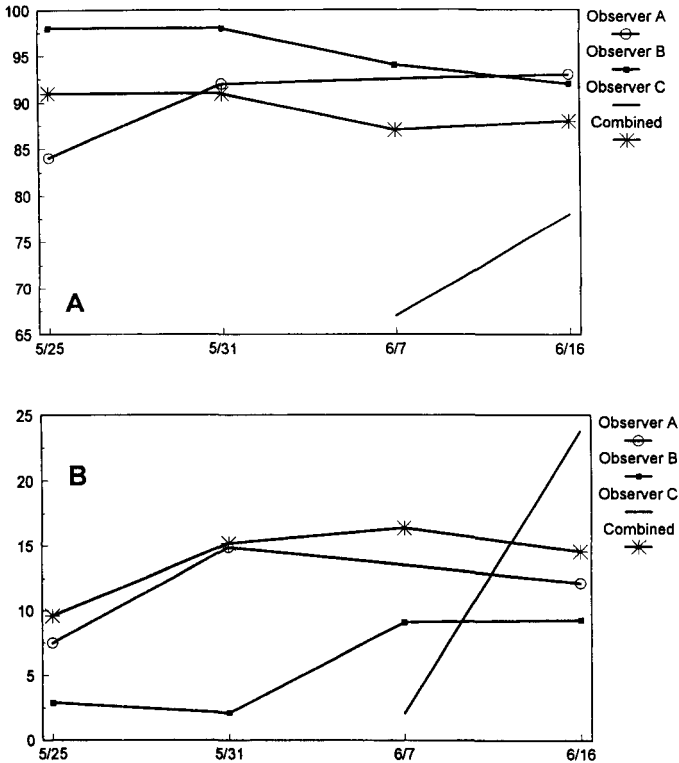 100
95
90
85
80
75
70
65
A
5/25 5/31 6/7 6/16
Observer A
Observer B
Observer C
Combined
25
20
15
10
5
0
B
5/25 5/31 6/7 6/16
Observer A
Observer B
Observer C
Combined